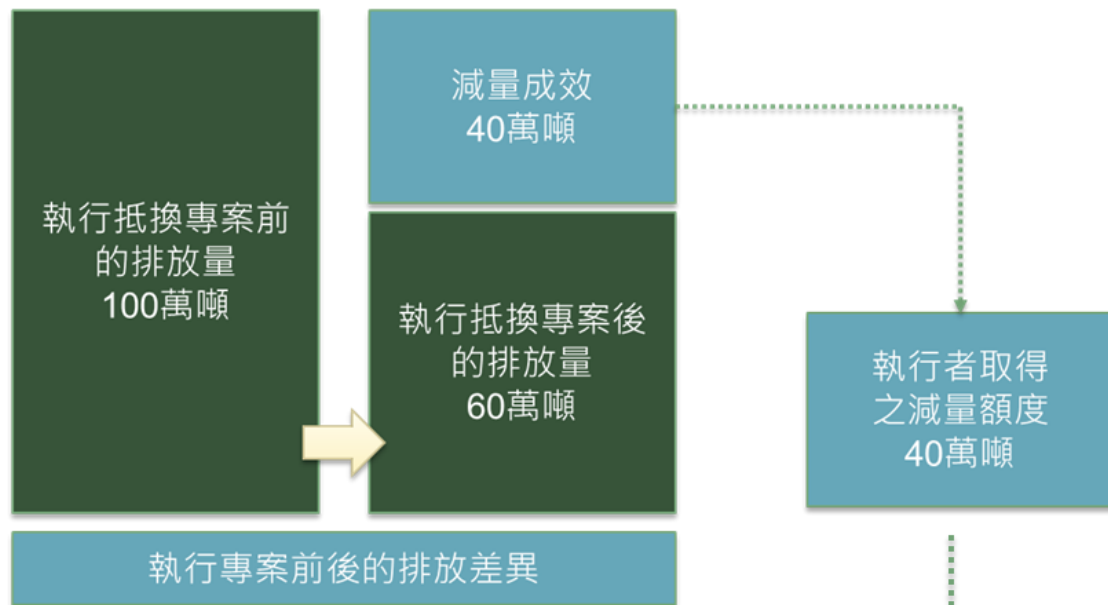 執行抵換專案前
的排放量
100萬噸
減量成效
40萬噸
執行抵換專案後
的排放量
60萬噸
執行者取得
之減量額度
40萬噸
執行專案前後的排放差異